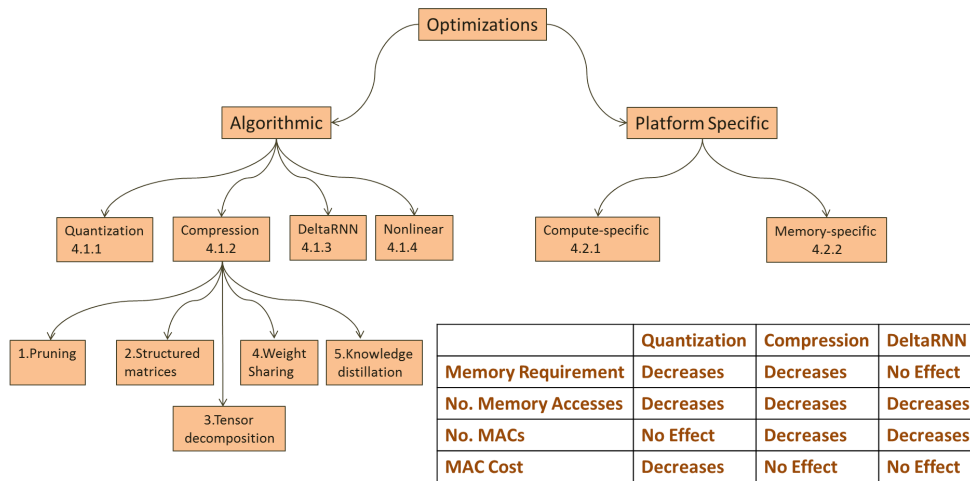 Optimizations
Algorithmic
Platform Specific
Quantization
4.1.1
Compression
4.1.2
DeltaRNN
4.1.3
Nonlinear
4.1.4
Compute-specific
4.2.1
Memory-specific
4.2.2
1.Pruning
2.Structured
matrices
4.Weight
Sharing
5.Knowledge
distillation
3.Tensor
decomposition
Quantization Compression DeltaRNN
Memory Requirement Decreases Decreases No Effect
No. Memory Accesses Decreases Decreases Decreases
No. MACs No Effect Decreases Decreases
MAC Cost Decreases No Effect No Effect